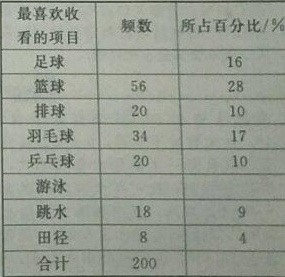 最喜欢收看的项目 频数 所占百分比/%
足球 16
篮球 56 28
排球 20 10
羽毛球 34 17
乒乓球 20 10
游泳
跳水 18 9
田径 8 4
合计 200